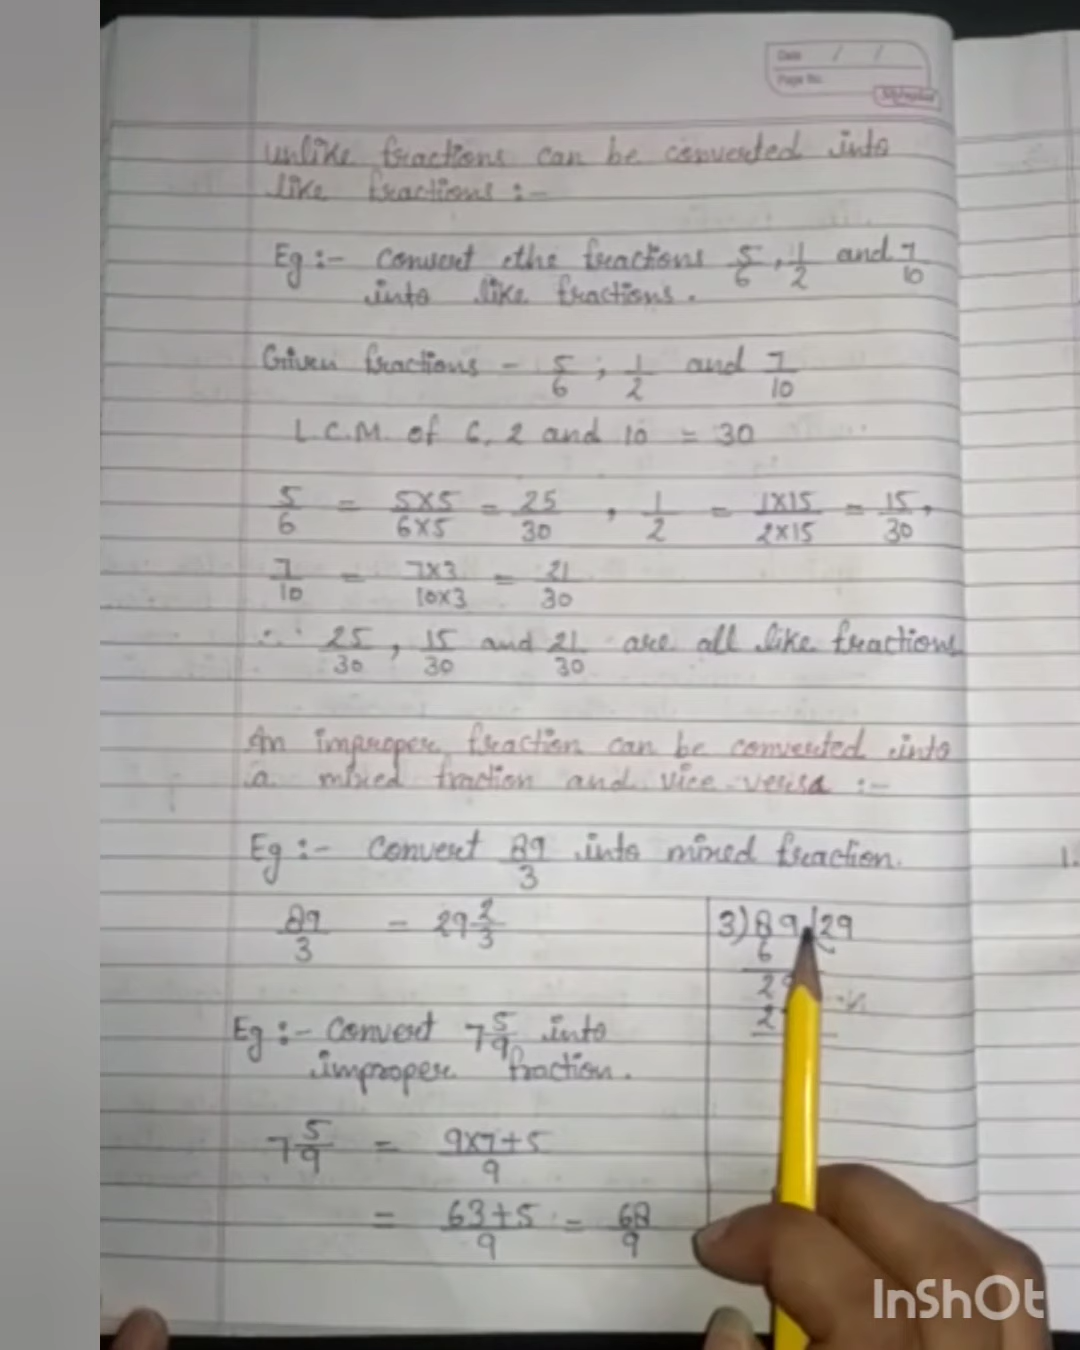 Date / /
Page No.
unlike fractions can be converted into
like fractions :-
Eg :- Convert the fractions 5/6, 1/2 and 7/10
into like fractions.
Given fractions - 5/6, 1/2 and 7/10
L.C.M. of 6, 2 and 10 = 30
5/6 = 5×5/6×5 = 25/30, 1/2 = 1×15/2×15 = 15/30,
7/10 = 7×3/10×3 = 21/30
∴ 25/30, 15/30 and 21/30 are all like fractions
An improper fraction can be converted into
a mixed fraction and vice-versa :-
Eg :- Convert 89/3 into mixed fraction.
1.
89/3 = 29 2/3
3)89(29
6
2
2
Eg :- Convert 7 5/9 into
improper fraction.
7 5/9 = 9×7+5/9
= 63+5/9 = 68/9
InShOt